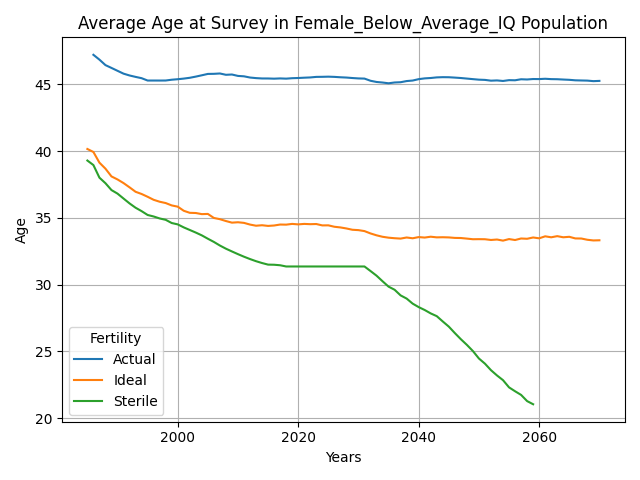 Average Age at Survey in Female_Below_Average_IQ Population
45
40
35
30
25
20
Age
Fertility
Actual
Ideal
Sterile
2000
2020
2040
2060
Years